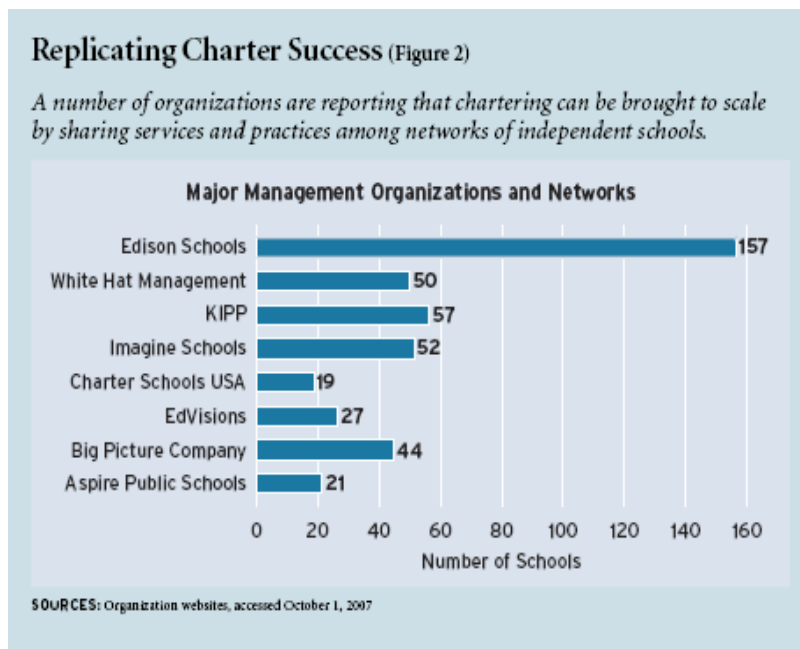 Replicating Charter Success (Figure 2)
A number of organizations are reporting that chartering can be brought to scale
by sharing services and practices among networks of independent schools.
Major Management Organizations and Networks
Edison Schools 157
White Hat Management 50
KIPP 57
Imagine Schools 52
Charter Schools USA 19
EdVisions 27
Big Picture Company 44
Aspire Public Schools 21
0 20 40 60 80 100 120 140 160
Number of Schools
SOURCES: Organization websites, accessed October 1, 2007